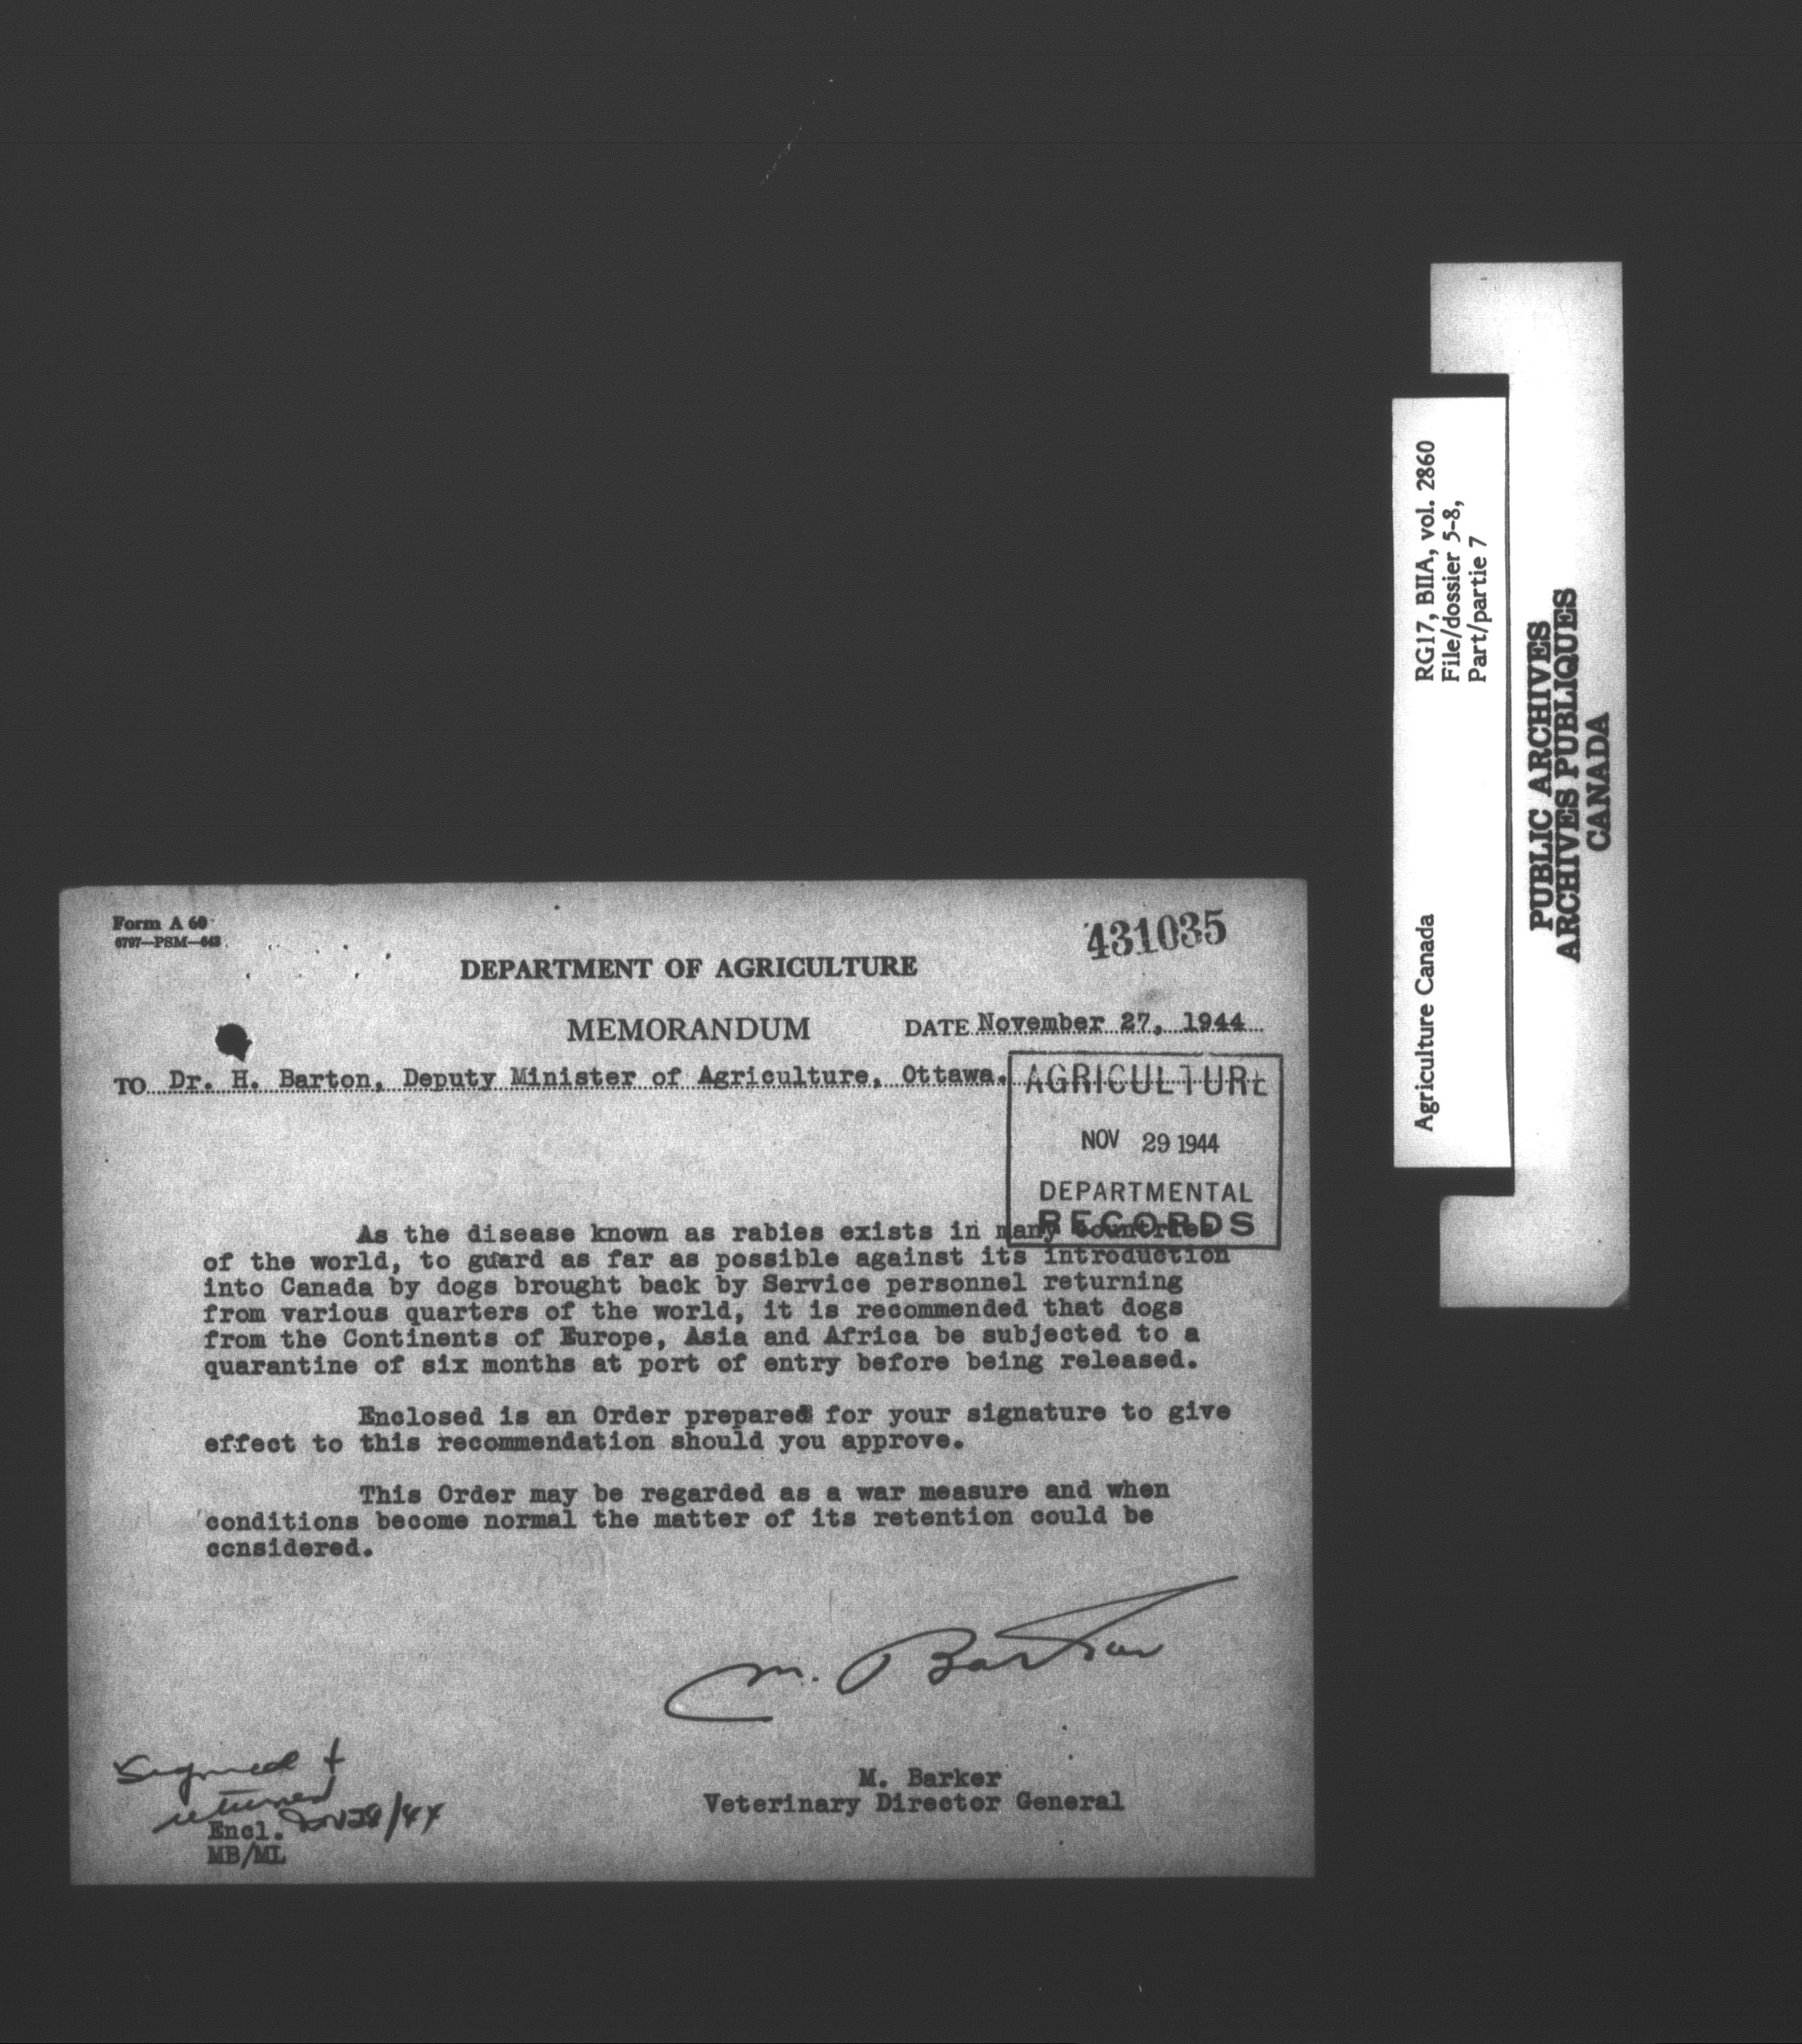 Form A 60
6797—PSM—643
431035
DEPARTMENT OF AGRICULTURE
MEMORANDUM
DATE November 27, 1944
TO Dr. H. Barton, Deputy Minister of Agriculture, Ottawa.
AGRICULTURE
NOV 29 1944
DEPARTMENTAL
RECORDS
As the disease known as rabies exists in many countries
of the world, to guard as far as possible against its introduction
into Canada by dogs brought back by Service personnel returning
from various quarters of the world, it is recommended that dogs
from the Continents of Europe, Asia and Africa be subjected to a
quarantine of six months at port of entry before being released.
Enclosed is an Order prepared for your signature to give
effect to this recommendation should you approve.
This Order may be regarded as a war measure and when
conditions become normal the matter of its retention could be
considered.
M. Barker
M. Barker
Veterinary Director General
Signed +
returned
Nov 28/44
Encl.
MB/ML
Agriculture Canada
RG17, BIIA, vol. 2860
File/dossier 5-8,
Part/partie 7
PUBLIC ARCHIVES
ARCHIVES PUBLIQUES
CANADA